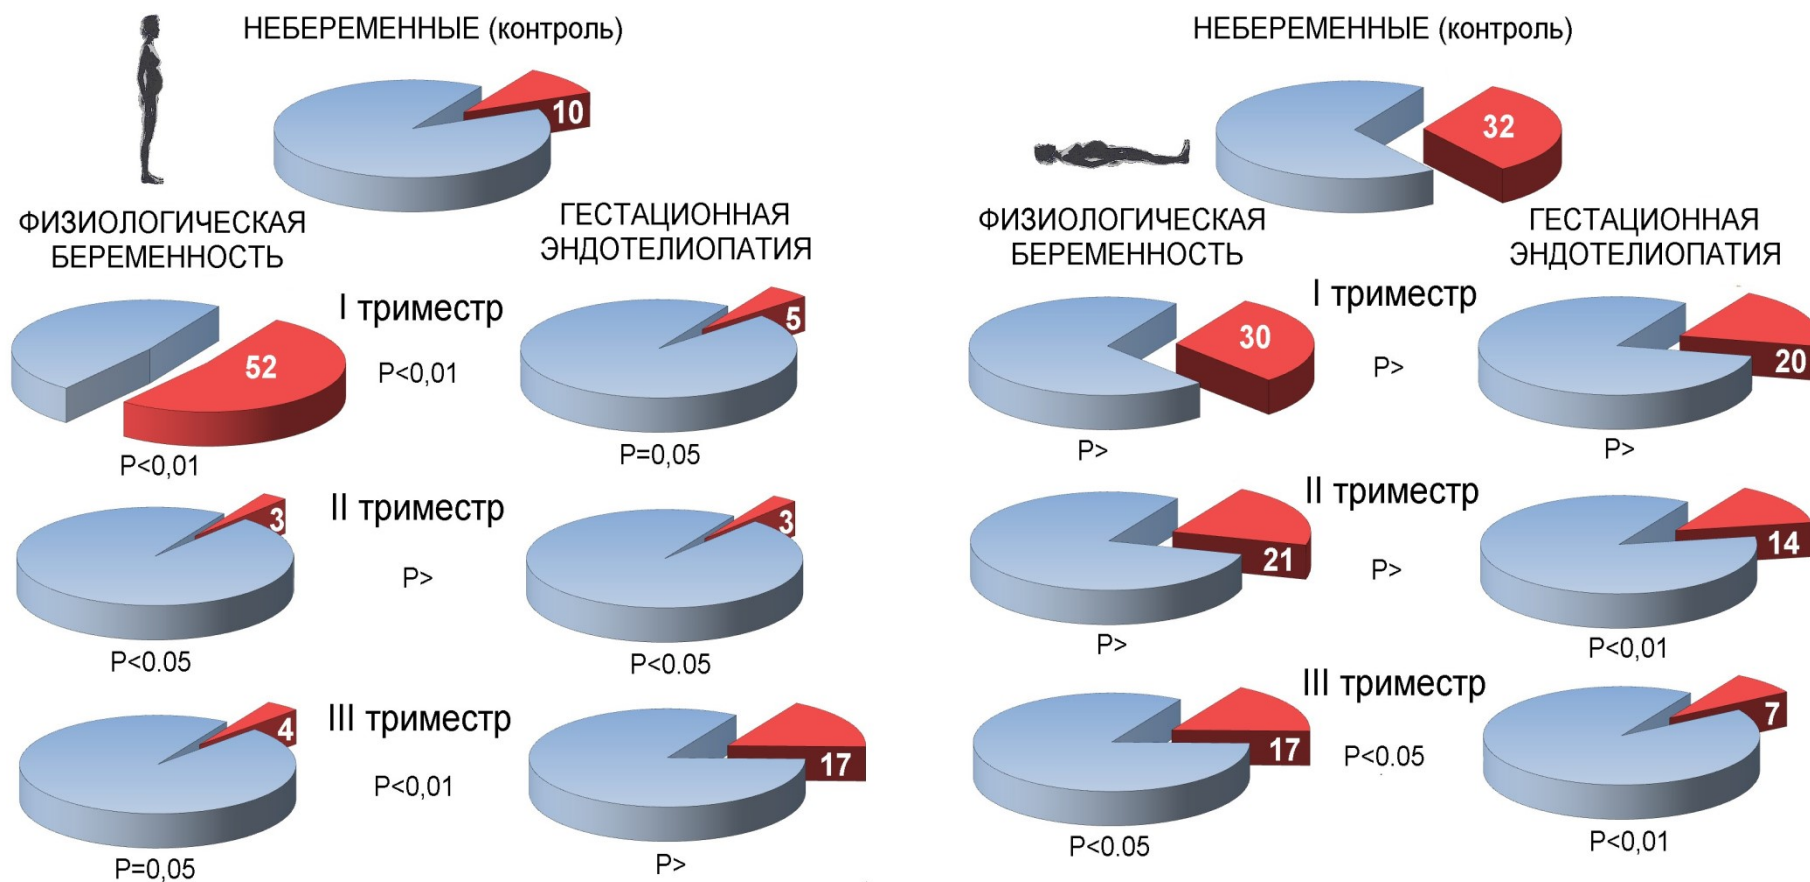 НЕБЕРЕМЕННЫЕ (контроль)
10
ФИЗИОЛОГИЧЕСКАЯ
БЕРЕМЕННОСТЬ
ГЕСТАЦИОННАЯ
ЭНДОТЕЛИОПАТИЯ
I триместр
52
5
P<0,01
P<0,01
P=0,05
II триместр
3
3
P>
P<0.05
P<0.05
III триместр
4
17
P<0,01
P=0,05
P>
НЕБЕРЕМЕННЫЕ (контроль)
32
ФИЗИОЛОГИЧЕСКАЯ
БЕРЕМЕННОСТЬ
ГЕСТАЦИОННАЯ
ЭНДОТЕЛИОПАТИЯ
I триместр
30
20
P>
P>
P>
II триместр
21
14
P>
P>
P<0,01
III триместр
17
7
P<0.05
P<0.05
P<0,01